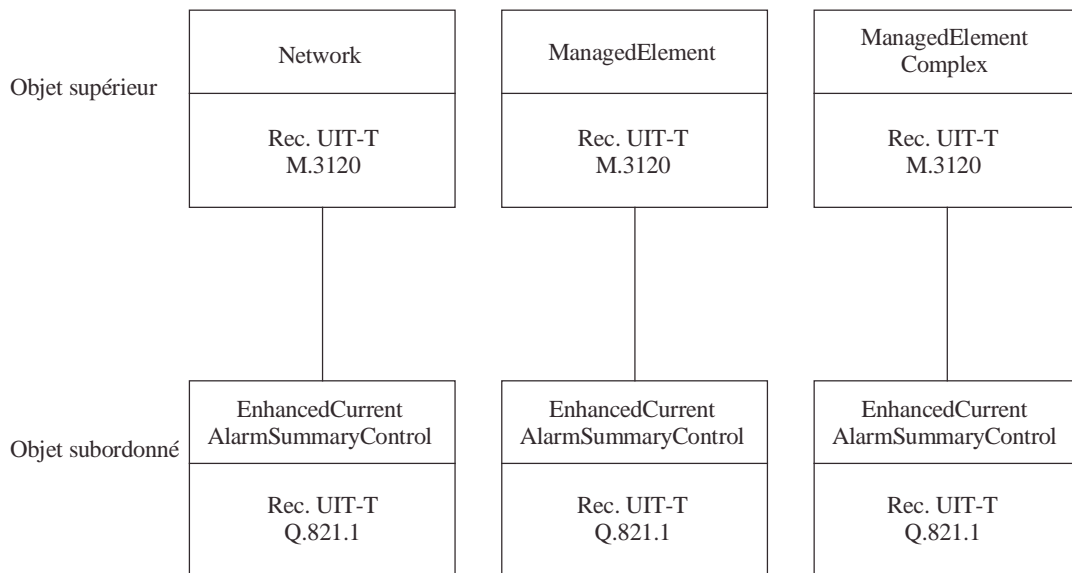 Objet supérieur
Network
Rec. UIT-T
M.3120
ManagedElement
Rec. UIT-T
M.3120
ManagedElement
Complex
Rec. UIT-T
M.3120
Objet subordonné
EnhancedCurrent
AlarmSummaryControl
Rec. UIT-T
Q.821.1
EnhancedCurrent
AlarmSummaryControl
Rec. UIT-T
Q.821.1
EnhancedCurrent
AlarmSummaryControl
Rec. UIT-T
Q.821.1